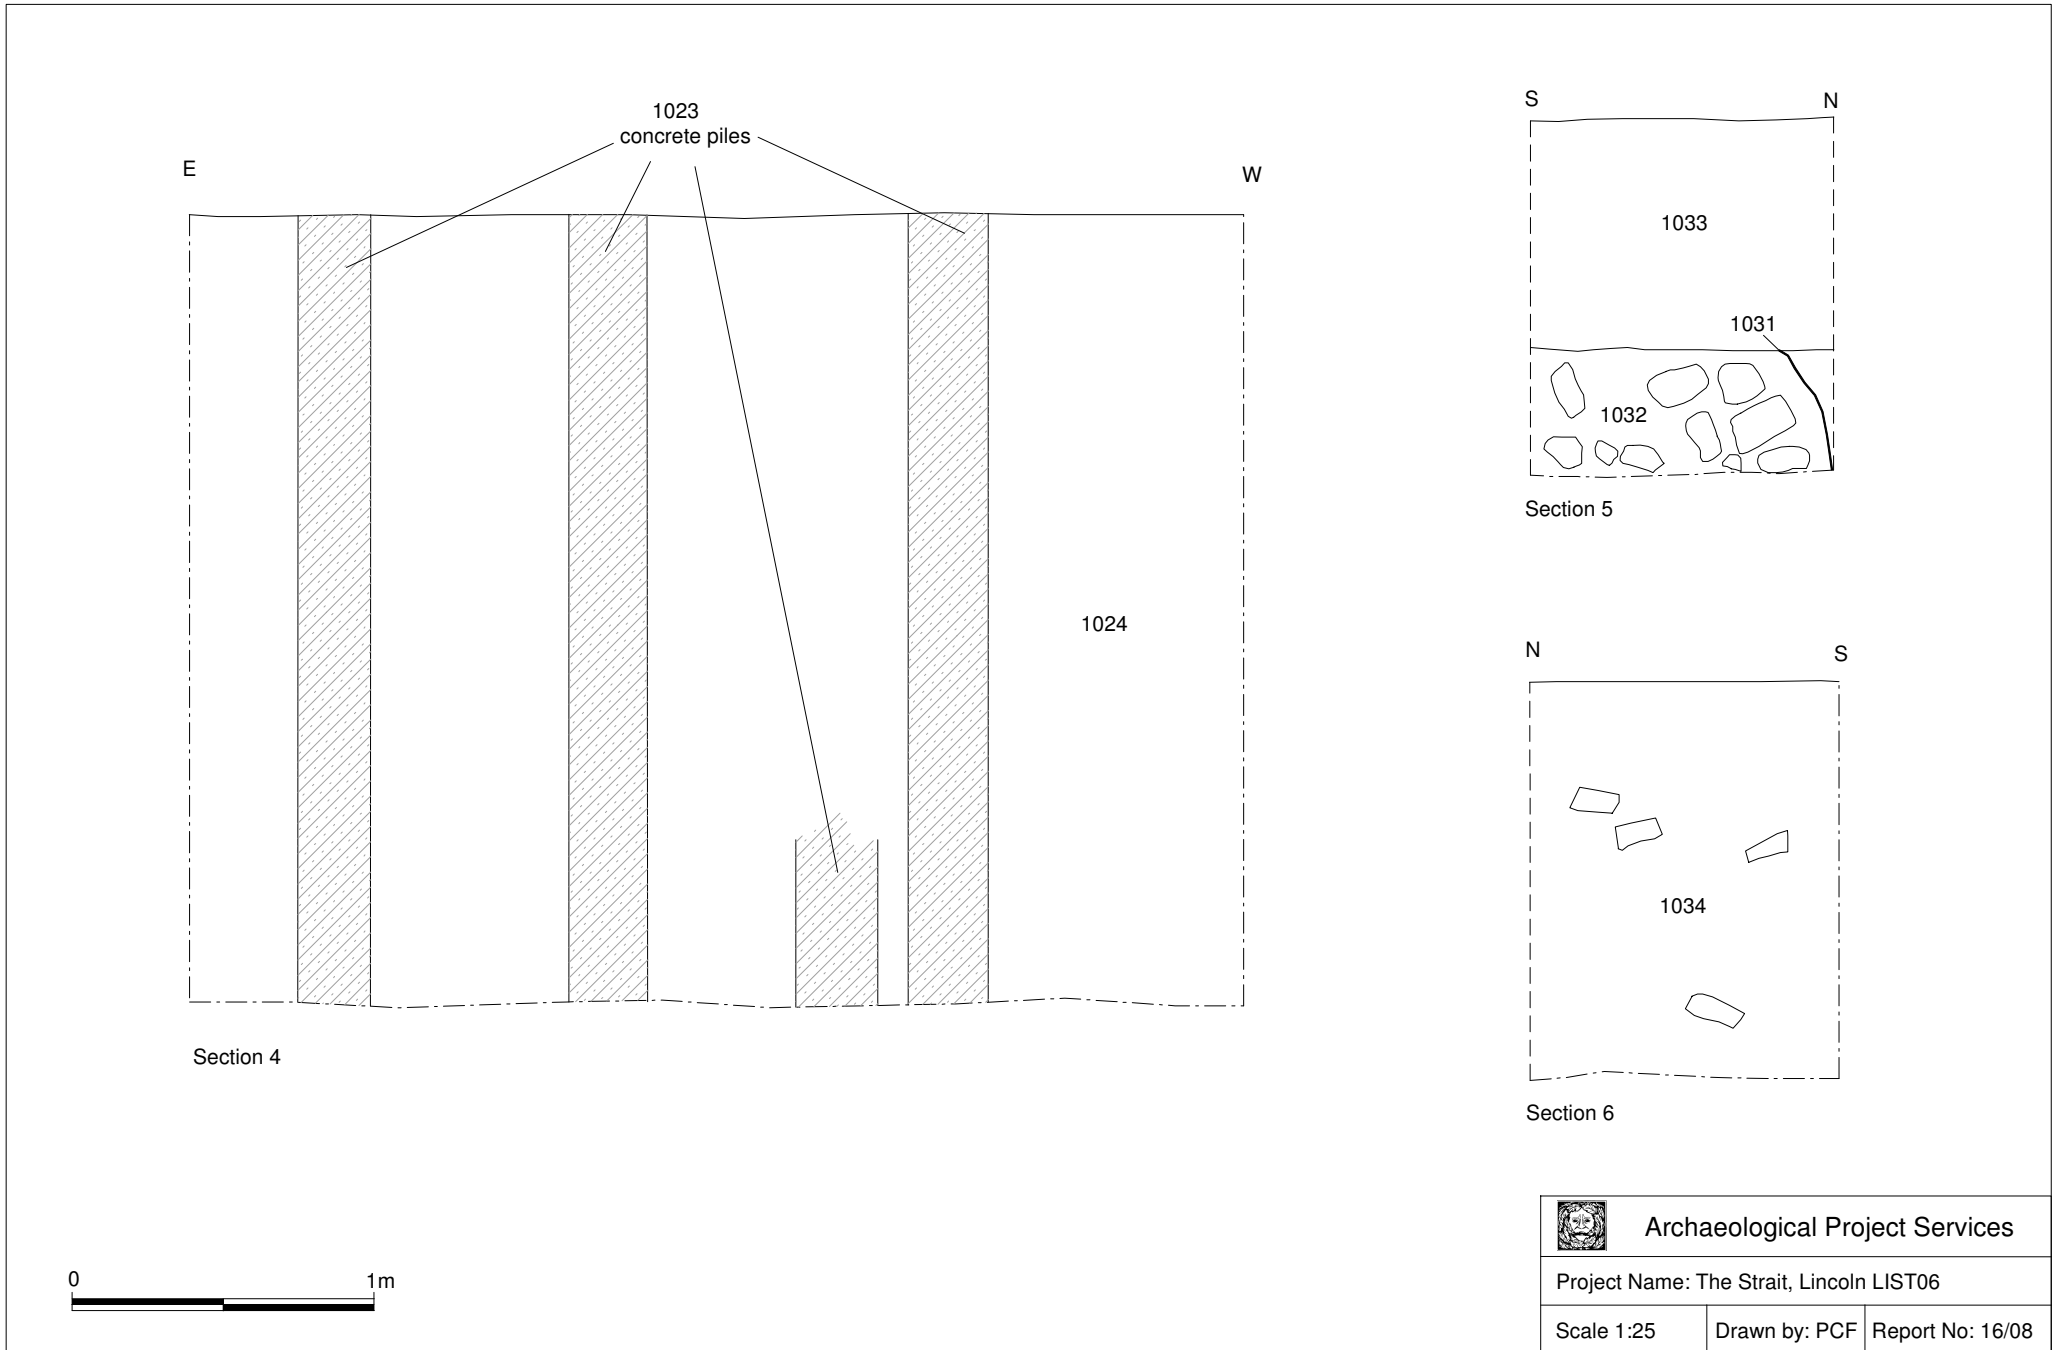 1023
concrete piles
E
W
1024
Section 4
S
N
1033
1031
1032
Section 5
N
S
1034
Section 6
0
1m
Archaeological Project Services
Project Name: The Strait, Lincoln LIST06
Scale 1:25
Drawn by: PCF
Report No: 16/08